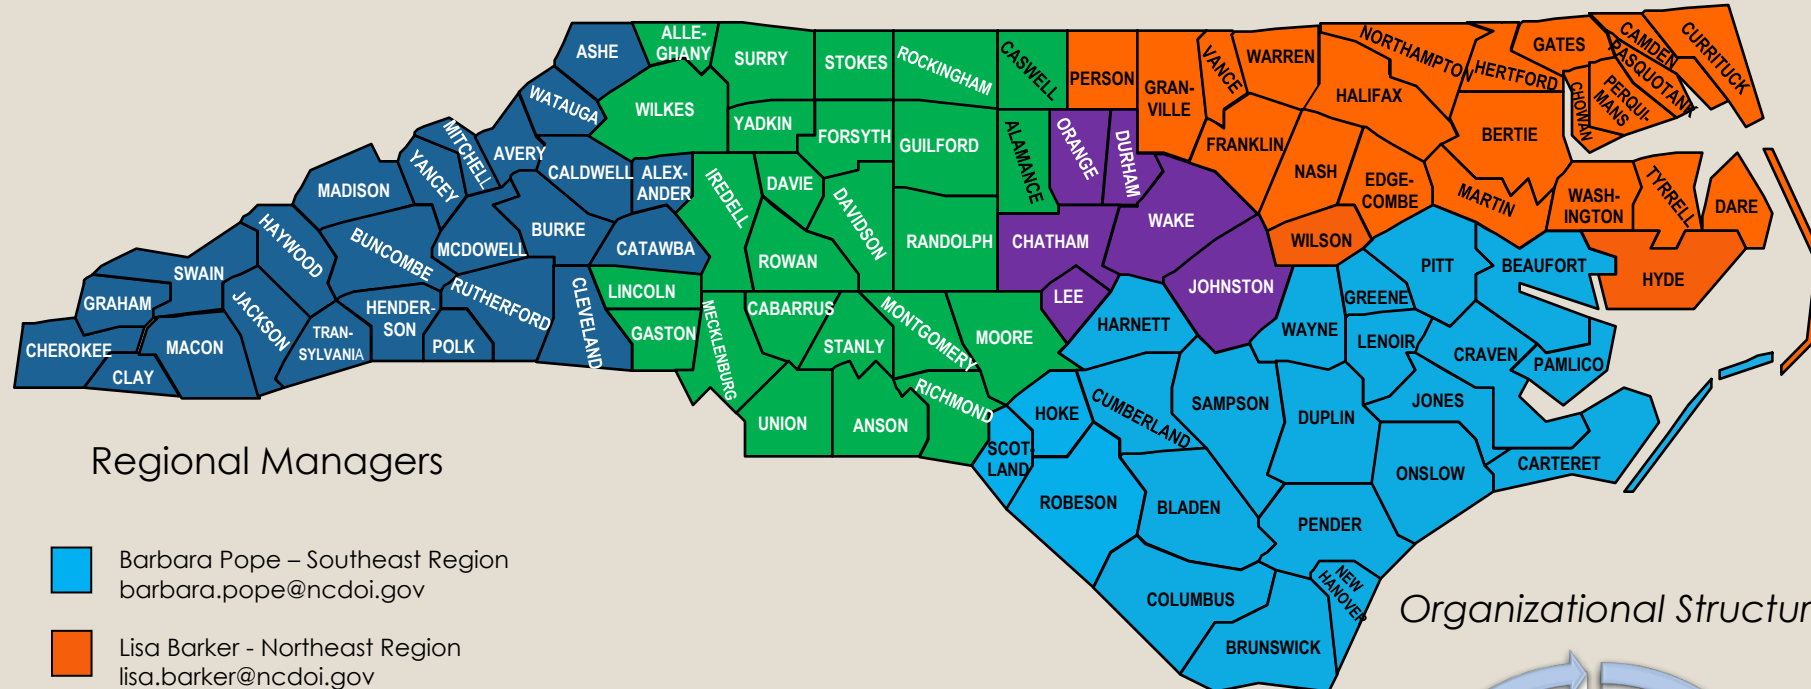 ASHE
ALLE-
GHANY
SURRY
STOKES
ROCKINGHAM
CASWELL
PERSON
GRAN-
VILLE
VANCE
WARREN
NORTHAMPTON
HERTFORD
GATES
CAMDEN
PASQUOTANK
CURRITUCK
WATAUGA
WILKES
YADKIN
FORSYTH
GUILFORD
ALAMANCE
ORANGE
DURHAM
FRANKLIN
HALIFAX
BERTIE
CHOWAN
PERQUI-
MANS
MITCHELL
AVERY
YANCEY
MADISON
CALDWELL
ALEX-
ANDER
IREDELL
DAVIE
DAVIDSON
RANDOLPH
CHATHAM
WAKE
NASH
EDGE-
COMBE
MARTIN
WASH-
INGTON
TYRRELL
DARE
HAYWOOD
BUNCOMBE
MCDOWELL
BURKE
CATAWBA
ROWAN
WILSON
PITT
BEAUFORT
HYDE
SWAIN
GRAHAM
JACKSON
HENDER-
SON
RUTHERFORD
CLEVELAND
LINCOLN
GASTON
MECKLENBURG
CABARRUS
STANLY
MONTGOMERY
MOORE
LEE
HARNETT
JOHNSTON
WAYNE
GREENE
LENOIR
CRAVEN
PAMLICO
CHEROKEE
CLAY
MACON
TRAN-
SYLVANIA
POLK
UNION
ANSON
RICHMOND
SCOT-
LAND
HOKE
CUMBERLAND
SAMPSON
DUPLIN
JONES
ONSLOW
CARTERET
ROBESON
BLADEN
PENDER
NEW
HANOVER
COLUMBUS
BRUNSWICK
Regional Managers
Barbara Pope – Southeast Region
barbara.pope@ncdoi.gov
Lisa Barker - Northeast Region
lisa.barker@ncdoi.gov
Organizational Structur